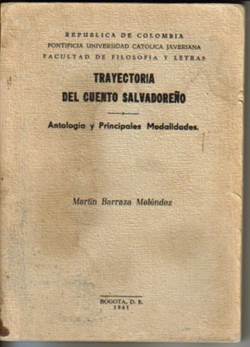 REPUBLICA DE COLOMBIA
PONTIFICIA UNIVERSIDAD CATOLICA JAVERIANA
FACULTAD DE FILOSOFIA Y LETRAS
TRAYECTORIA
DEL CUENTO SALVADOREÑO
Antología y Principales Modalidades.
Martín Barraza Meléndez
BOGOTA, D. E.
1961